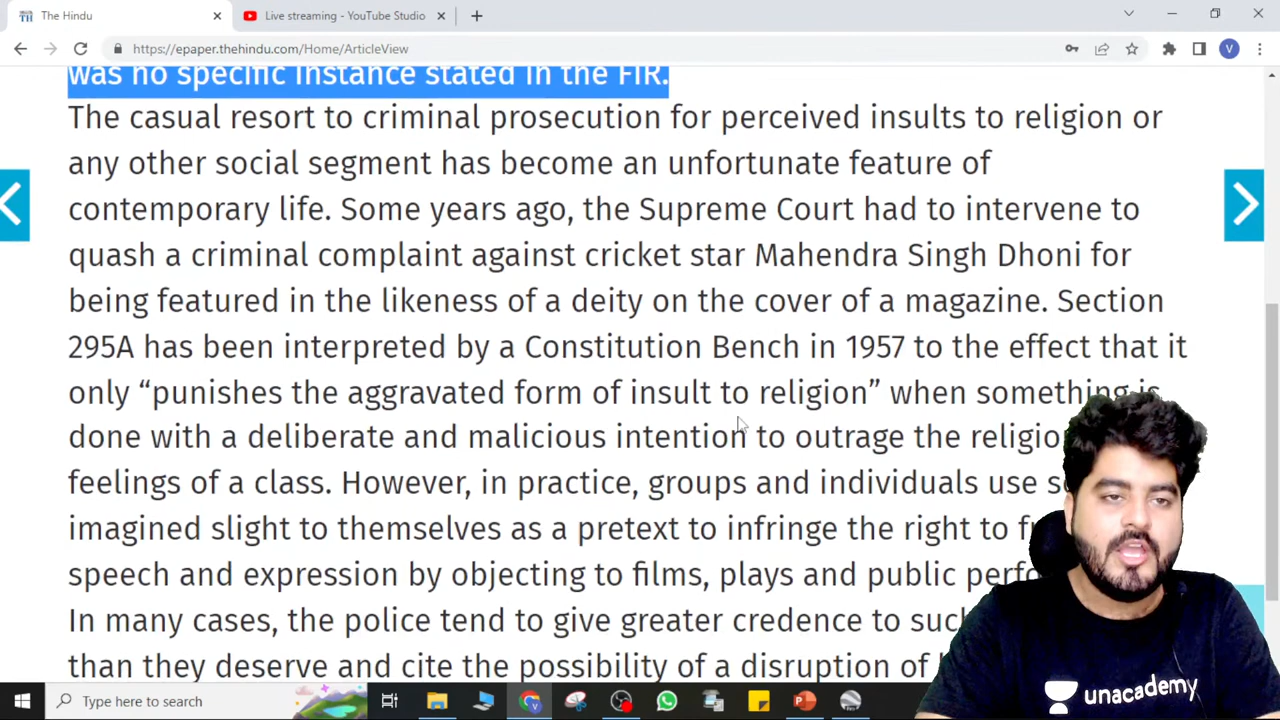 The Hindu
Live streaming - YouTube Studio
https://epaper.thehindu.com/Home/ArticleView
V
was no specific instance stated in the FIR.
The casual resort to criminal prosecution for perceived insults to religion or
any other social segment has become an unfortunate feature of
contemporary life. Some years ago, the Supreme Court had to intervene to
quash a criminal complaint against cricket star Mahendra Singh Dhoni for
being featured in the likeness of a deity on the cover of a magazine. Section
295A has been interpreted by a Constitution Bench in 1957 to the effect that it
only “punishes the aggravated form of insult to religion” when something is
done with a deliberate and malicious intention to outrage the
feelings of a class. However, in practice, groups and individuals use
imagined slight to themselves as a pretext to infringe the right to
speech and expression by objecting to films, plays and public
In many cases, the police tend to give greater credence to
than they deserve and cite the possibility of a disruption of
unacademy
Type here to search